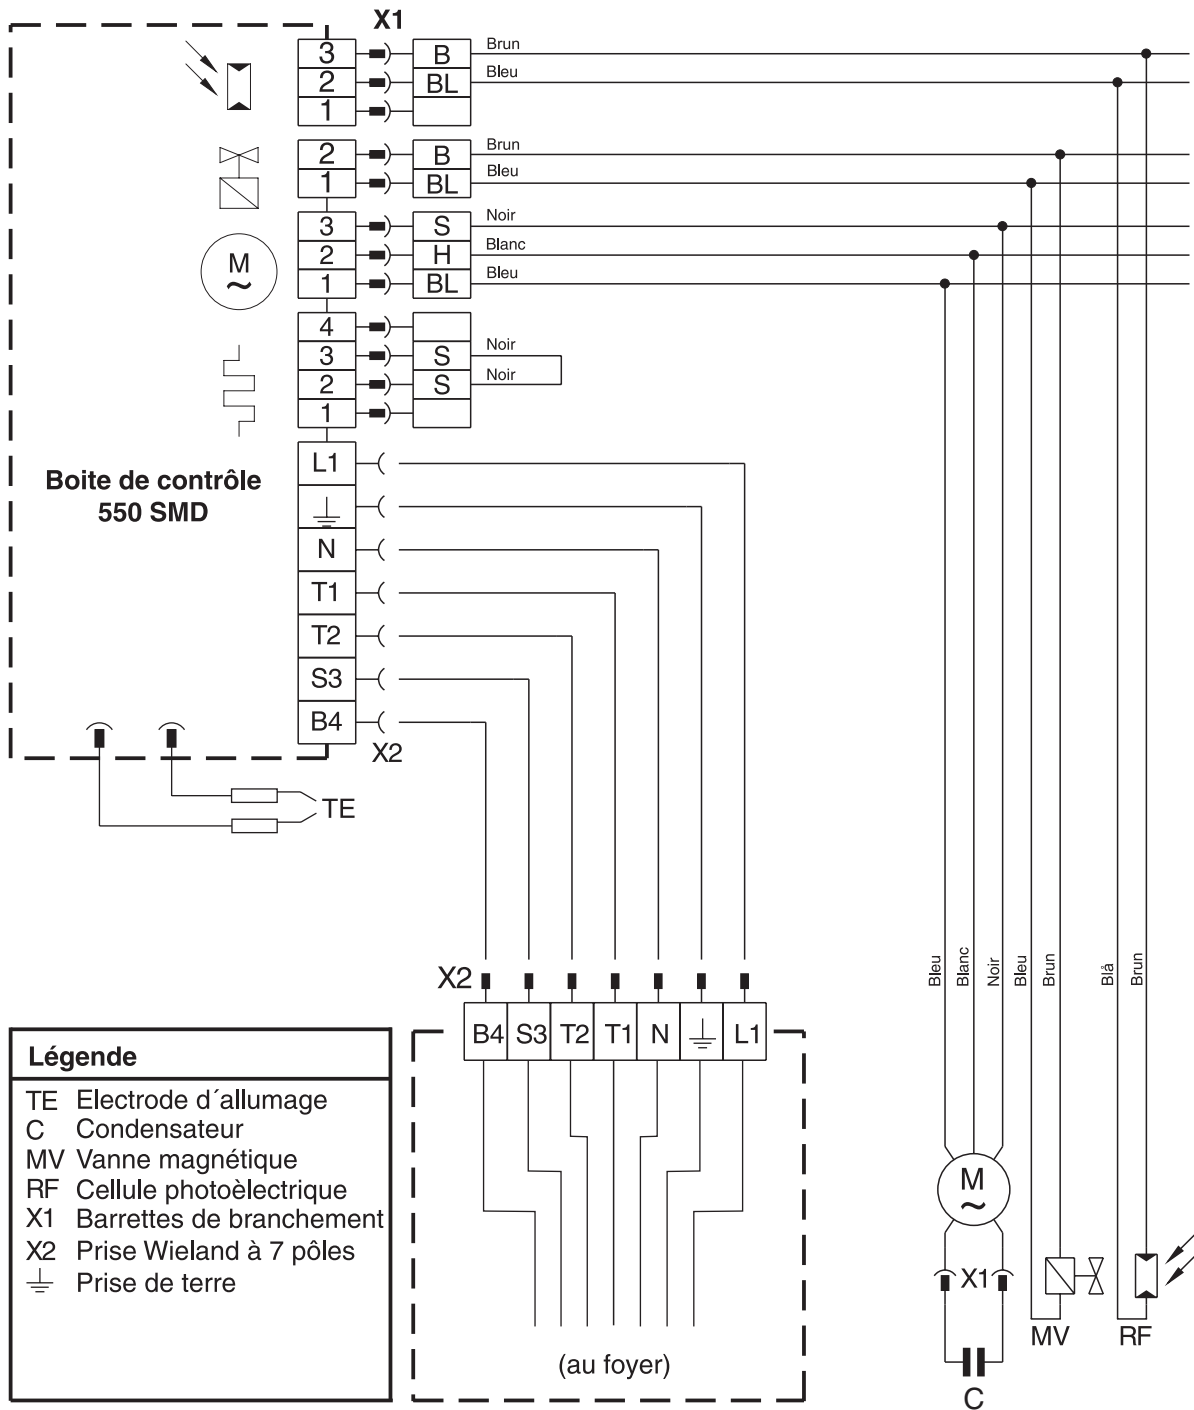 X1
3 B Brun
2 BL Bleu
1
2 B Brun
1 BL Bleu
3 S Noir
2 H Blanc
1 BL Bleu
M
~
4
3 S Noir
2 S Noir
1
Boite de contrôle
550 SMD
L1
N
T1
T2
S3
B4
X2
TE
Bleu
Blanc
Noir
Bleu
Brun
Blå
Brun
X2
B4 S3 T2 T1 N L1
(au foyer)
M
~
X1
MV
RF
C
Légende
TE Electrode d´allumage
C Condensateur
MV Vanne magnétique
RF Cellule photoèlectrique
X1 Barrettes de branchement
X2 Prise Wieland à 7 pôles
Prise de terre